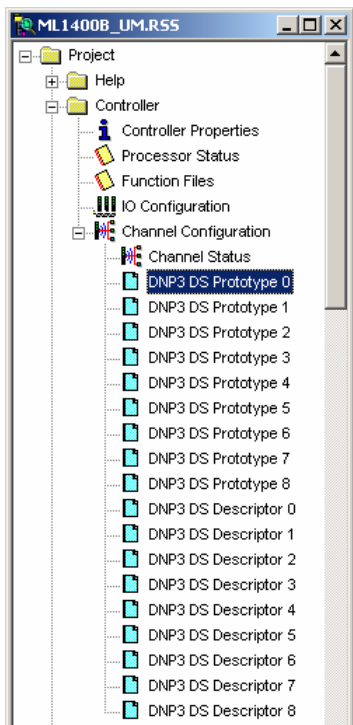 ML1400B_UM.RSS
Project
Help
Controller
Controller Properties
Processor Status
Function Files
IO Configuration
Channel Configuration
Channel Status
DNP3 DS Prototype 0
DNP3 DS Prototype 1
DNP3 DS Prototype 2
DNP3 DS Prototype 3
DNP3 DS Prototype 4
DNP3 DS Prototype 5
DNP3 DS Prototype 6
DNP3 DS Prototype 7
DNP3 DS Prototype 8
DNP3 DS Descriptor 0
DNP3 DS Descriptor 1
DNP3 DS Descriptor 2
DNP3 DS Descriptor 3
DNP3 DS Descriptor 4
DNP3 DS Descriptor 5
DNP3 DS Descriptor 6
DNP3 DS Descriptor 7
DNP3 DS Descriptor 8